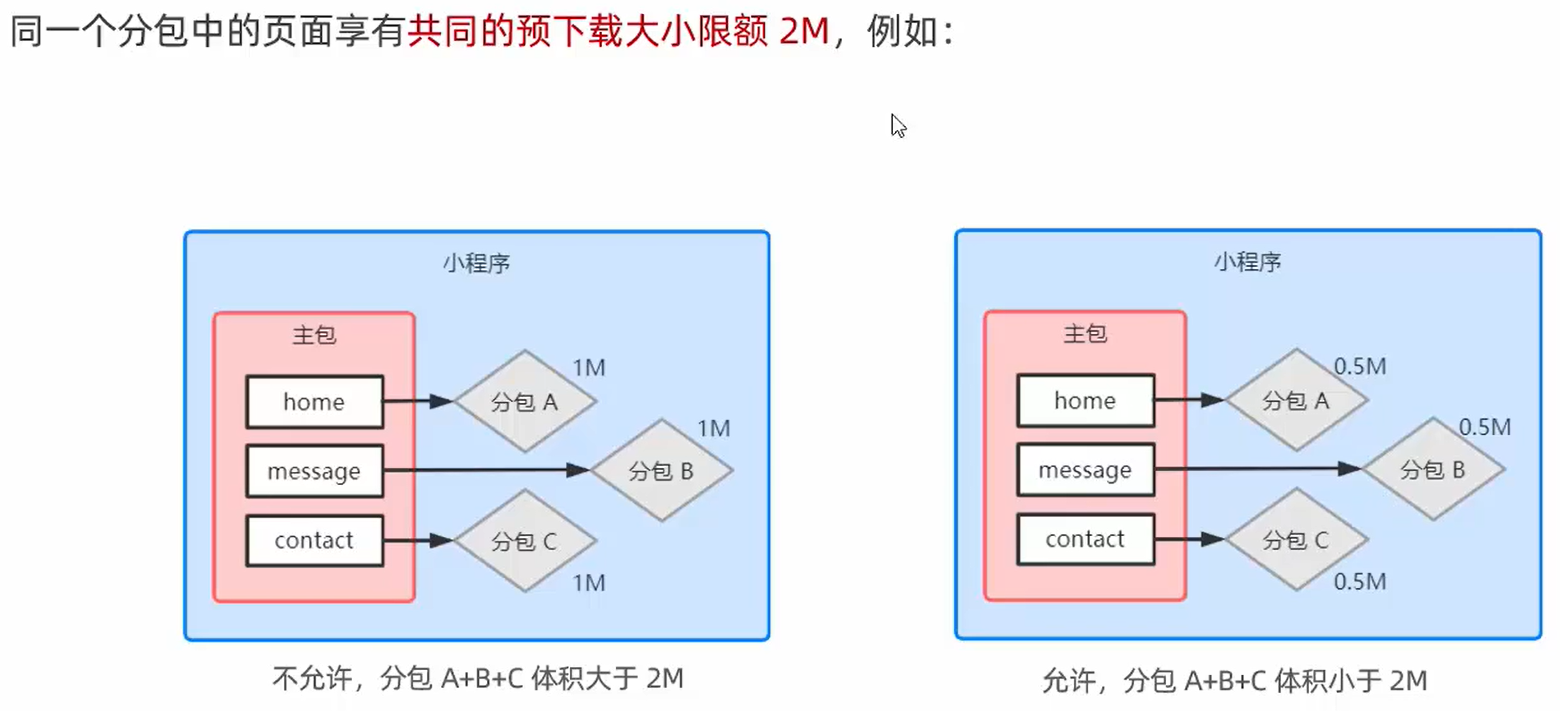 同一个分包中的页面享有共同的预下载大小限额 2M，例如：
小程序
主包
home
message
contact
分包 A
1M
分包 B
1M
分包 C
1M
不允许，分包 A+B+C 体积大于 2M
小程序
主包
home
message
contact
分包 A
0.5M
分包 B
0.5M
分包 C
0.5M
允许，分包 A+B+C 体积小于 2M